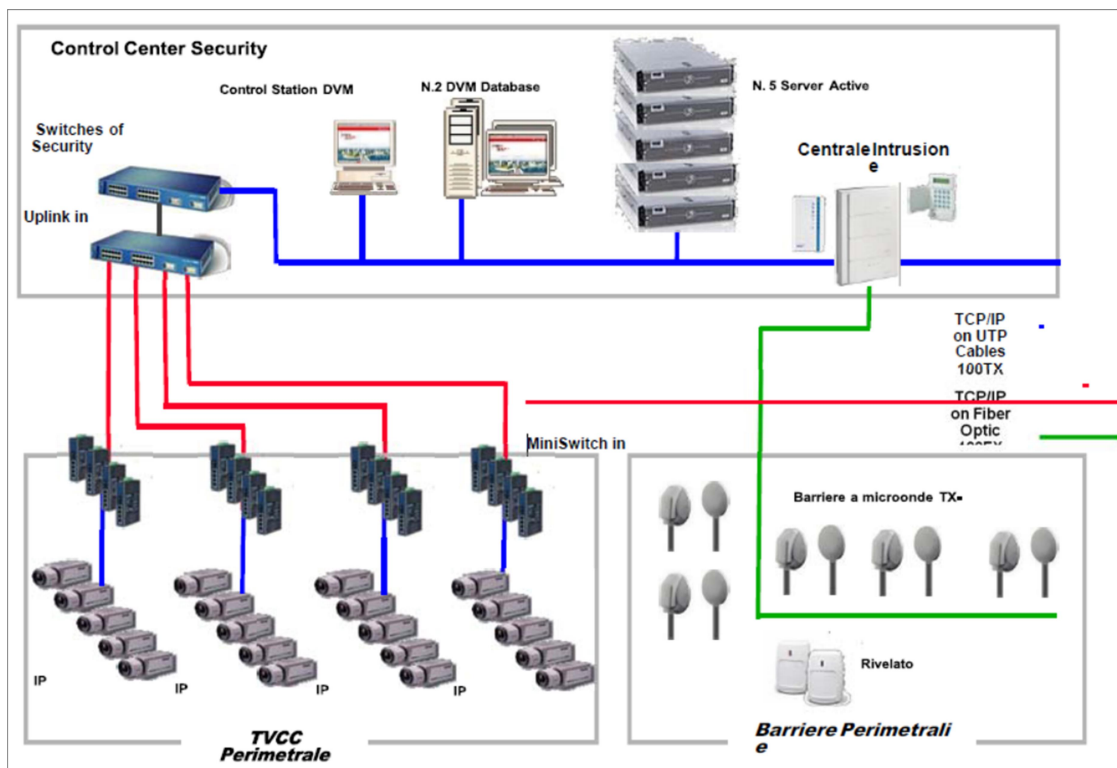 Control Center Security
Control Station DVM
N.2 DVM Database
N. 5 Server Active
Switches of
Security
Centrale Intrusion
e
Uplink in
TCP/IP
on UTP
Cables
100TX
TCP/IP
on Fiber
Optic
MiniSwitch in
Barriere a microonde TX-
Rivelato
IP
IP
IP
TVCC
Perimetrale
Barriere Perimetrali
e